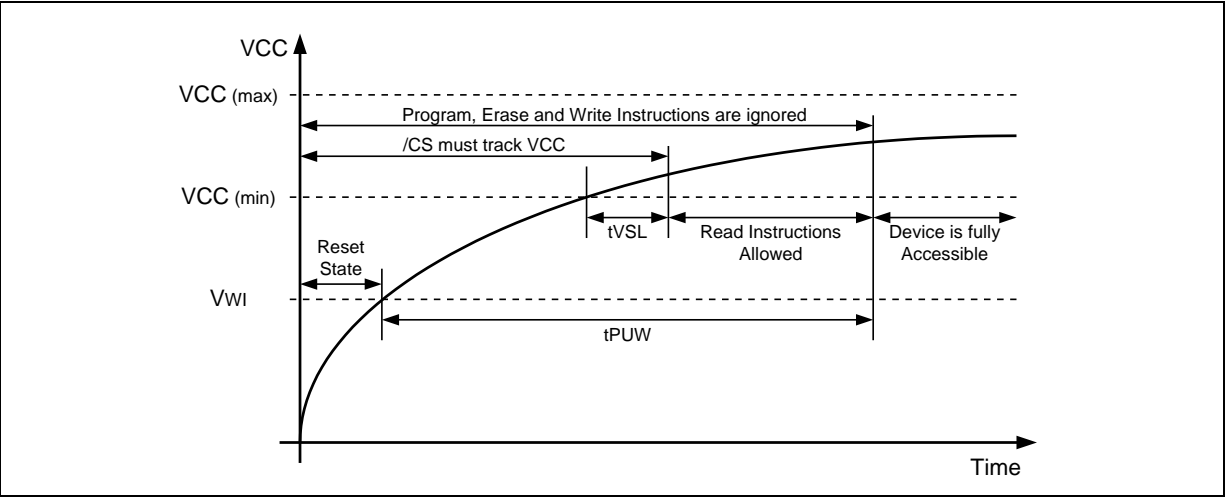 VCC
VCC (max)
Program, Erase and Write Instructions are ignored
/CS must track VCC
VCC (min)
tVSL
Read Instructions
Allowed
Device is fully
Accessible
Reset
State
VWI
tPUW
Time